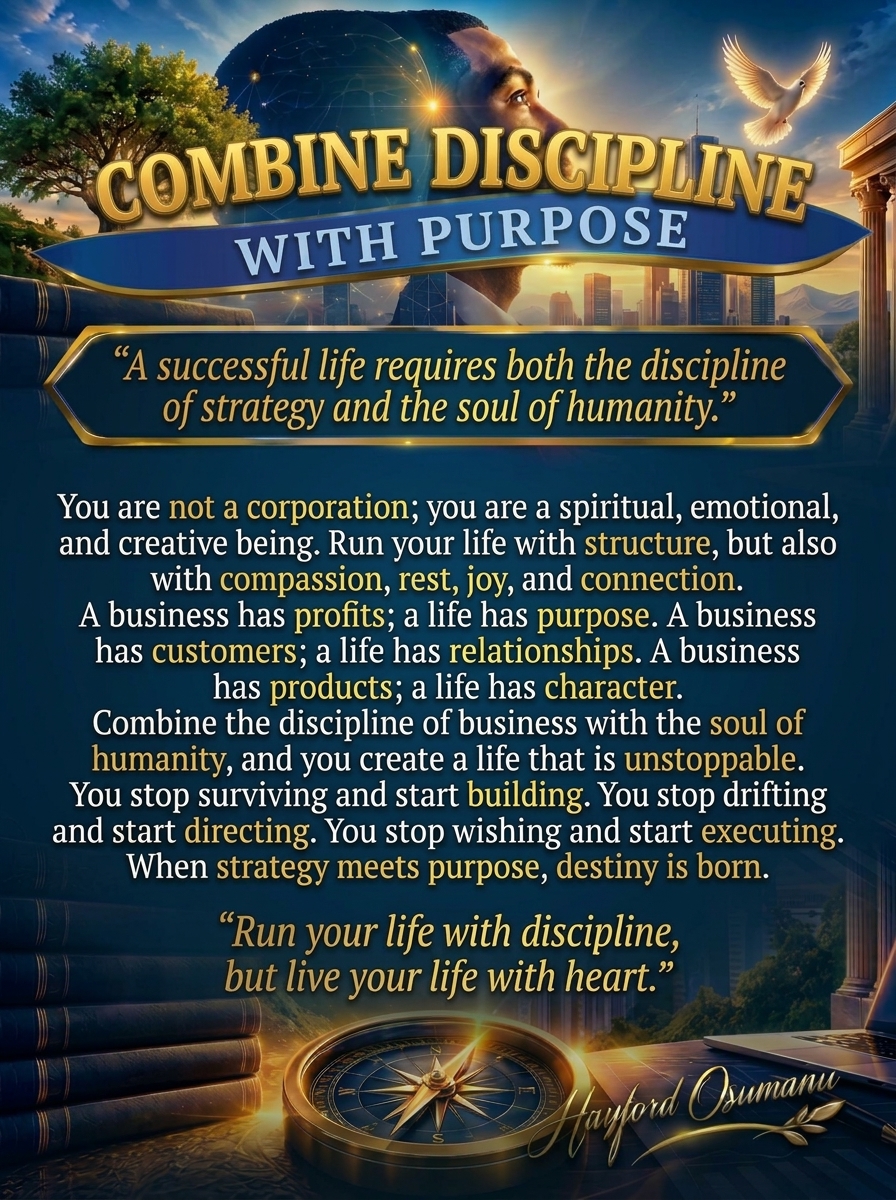 COMBINE DISCIPLINE
WITH PURPOSE
“A successful life requires both the discipline
of strategy and the soul of humanity.”
You are not a corporation; you are a spiritual, emotional,
and creative being. Run your life with structure, but also
with compassion, rest, joy, and connection.
A business has profits; a life has purpose. A business
has customers; a life has relationships. A business
has products; a life has character.
Combine the discipline of business with the soul of
humanity, and you create a life that is unstoppable.
You stop surviving and start building. You stop drifting
and start directing. You stop wishing and start executing.
When strategy meets purpose, destiny is born.
“Run your life with discipline,
but live your life with heart.”
N
E
S
W
Hayford Osumanu